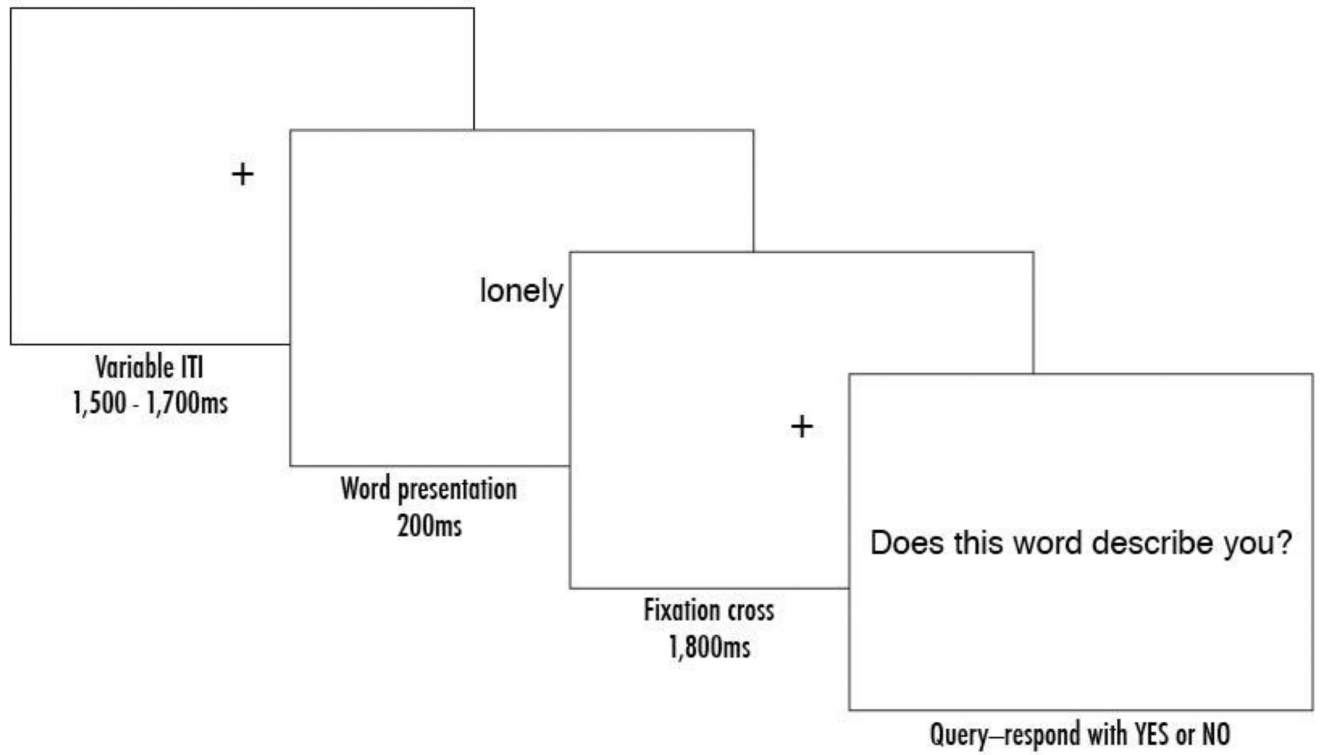 +
Variable ITI
1,500 - 1,700ms
lonely
Word presentation
200ms
+
Fixation cross
1,800ms
Does this word describe you?
Query–respond with YES or NO